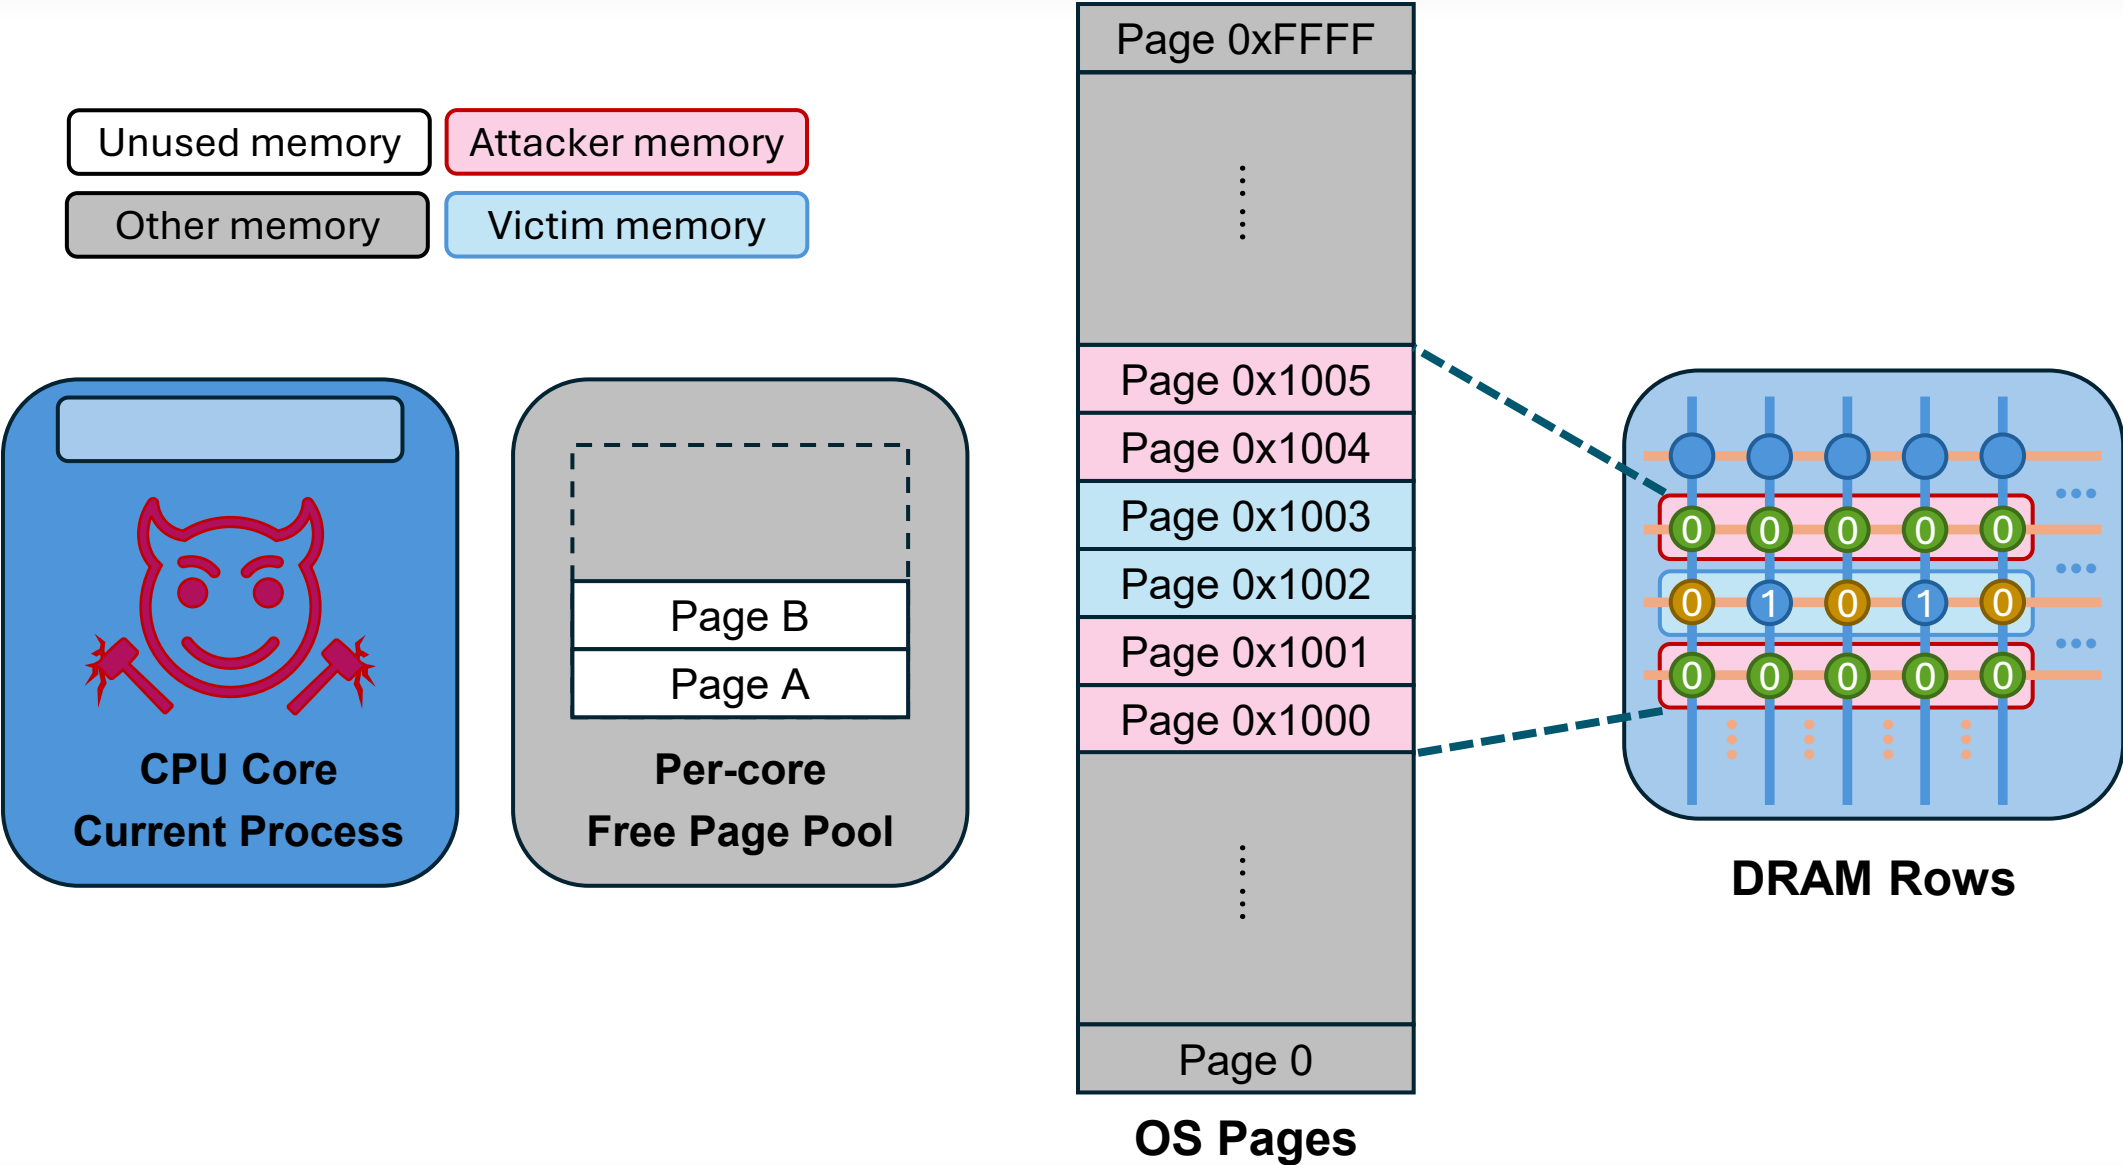 Page 0xFFFF
Unused memory
Attacker memory
Other memory
Victim memory
Page 0x1005
Page 0x1004
Page 0x1003
Page 0x1002
Page 0x1001
Page 0x1000
Page 0
OS Pages
CPU Core
Current Process
Page B
Page A
Per-core
Free Page Pool
0 0 0 0 0
0 1 0 1 0
0 0 0 0 0
DRAM Rows